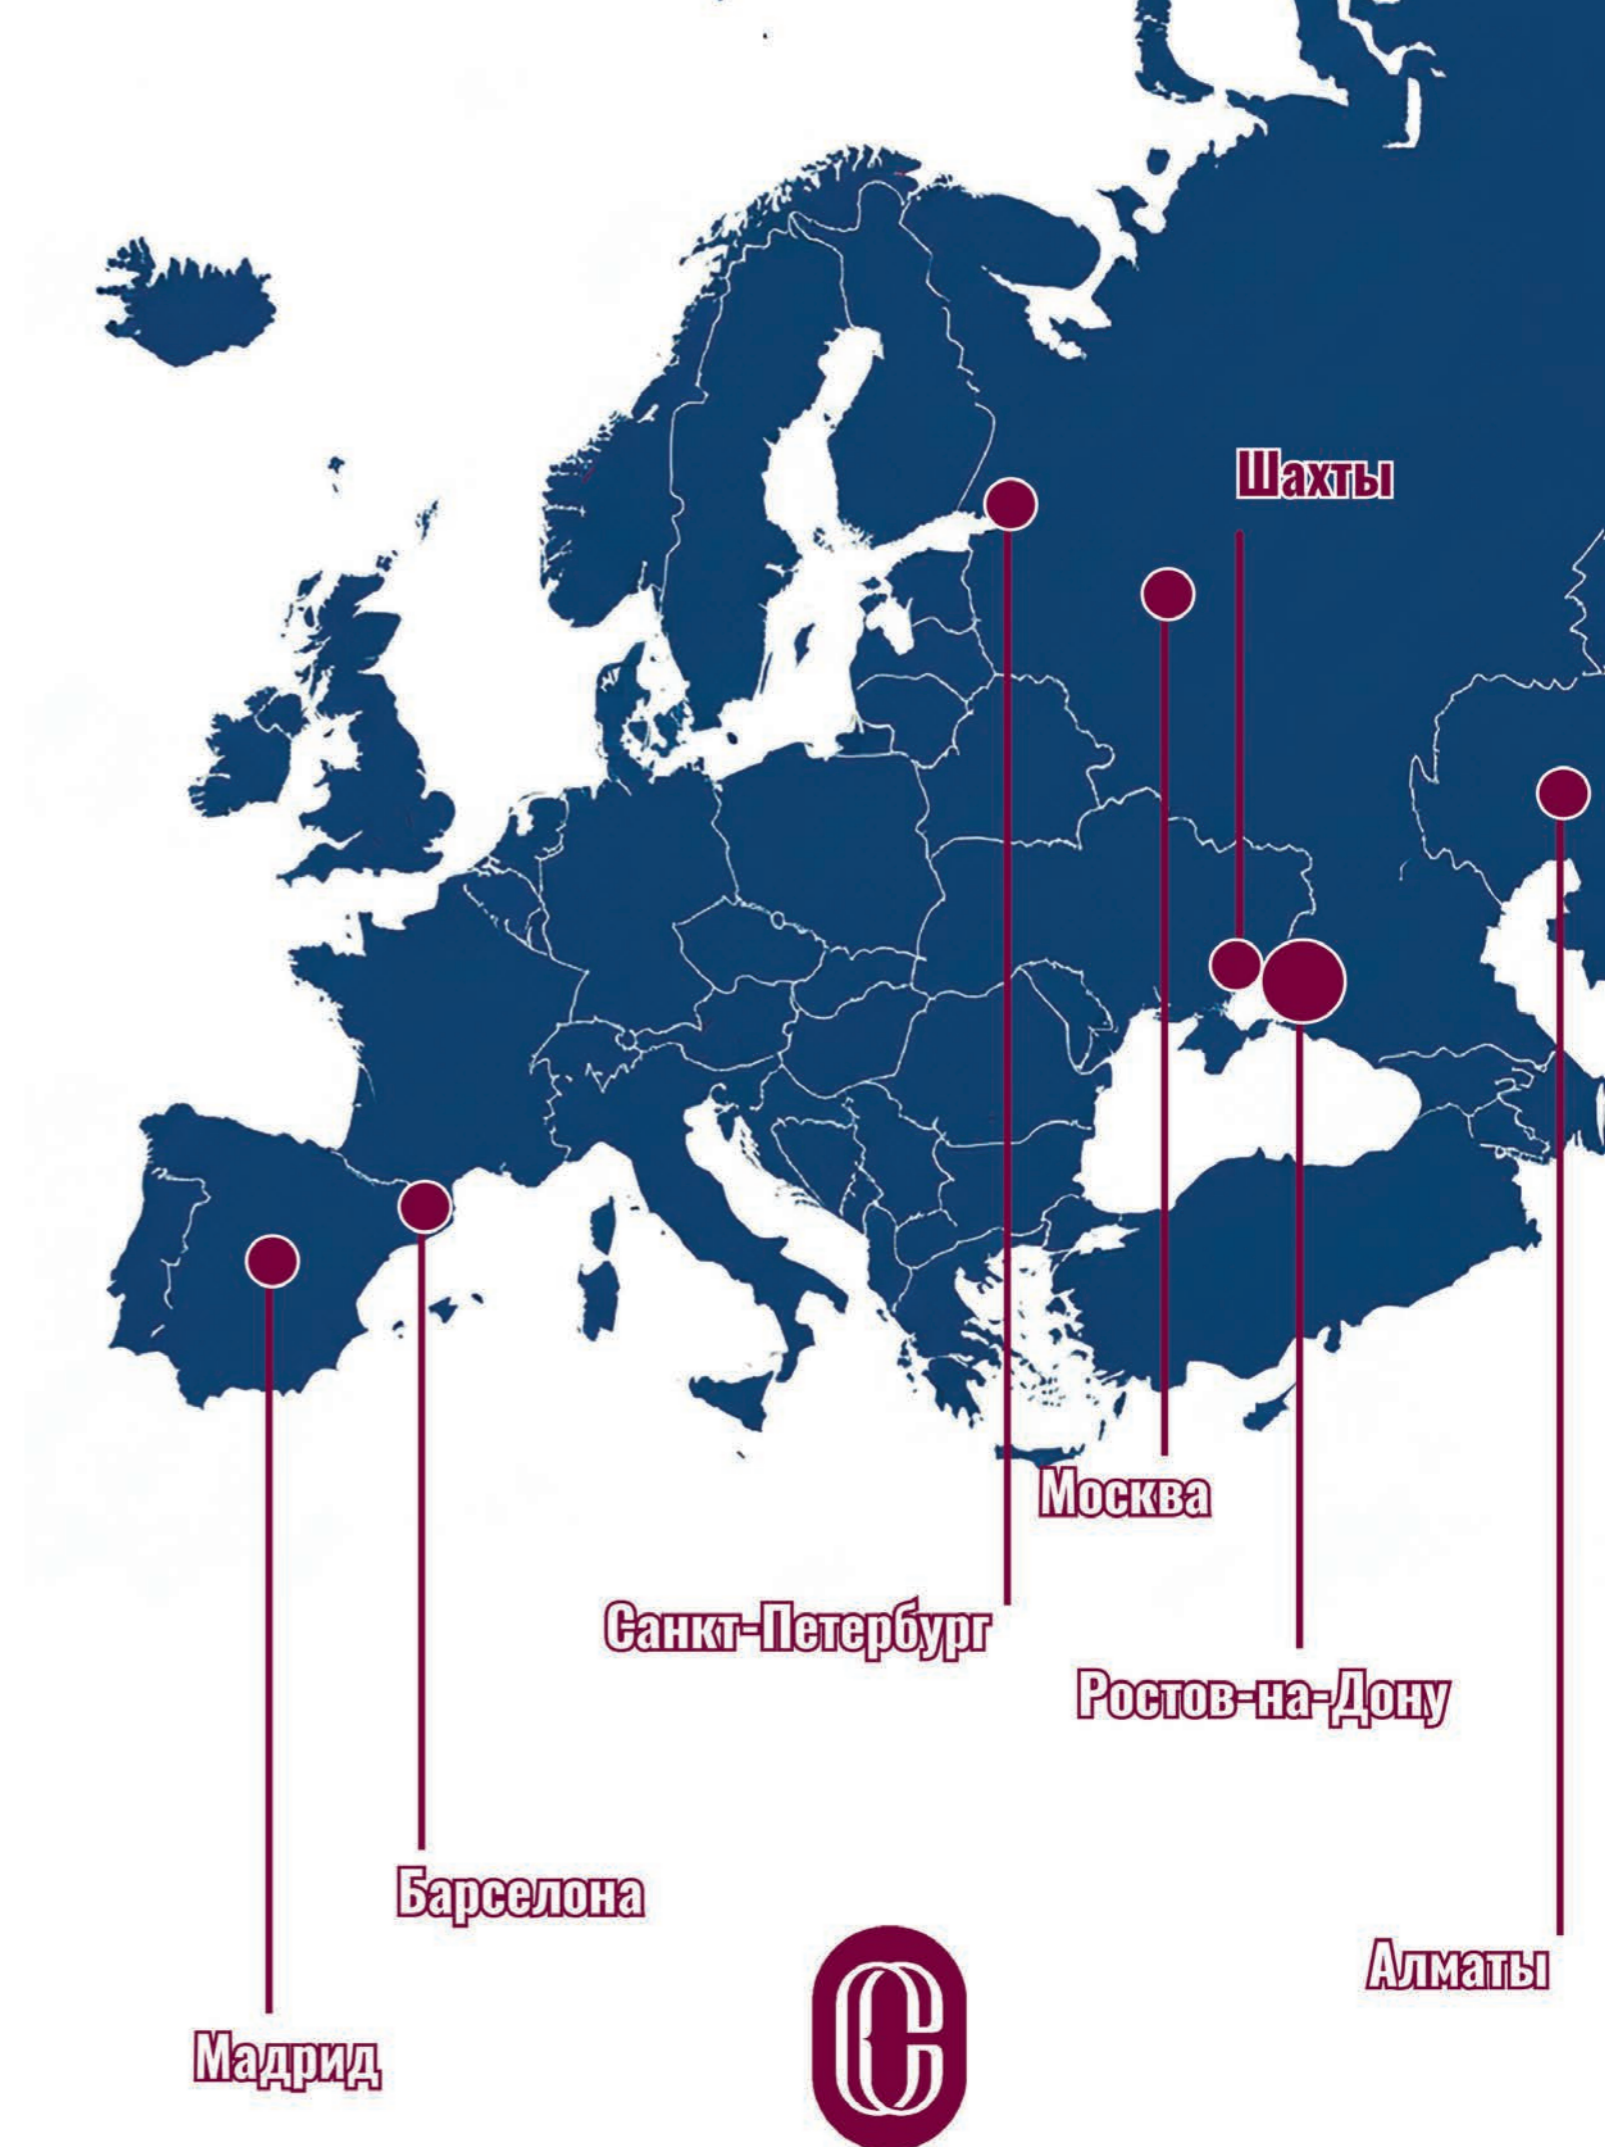 Шахты
Москва
Санкт-Петербург
Ростов-на-Дону
Барселона
Алматы
Мадрид